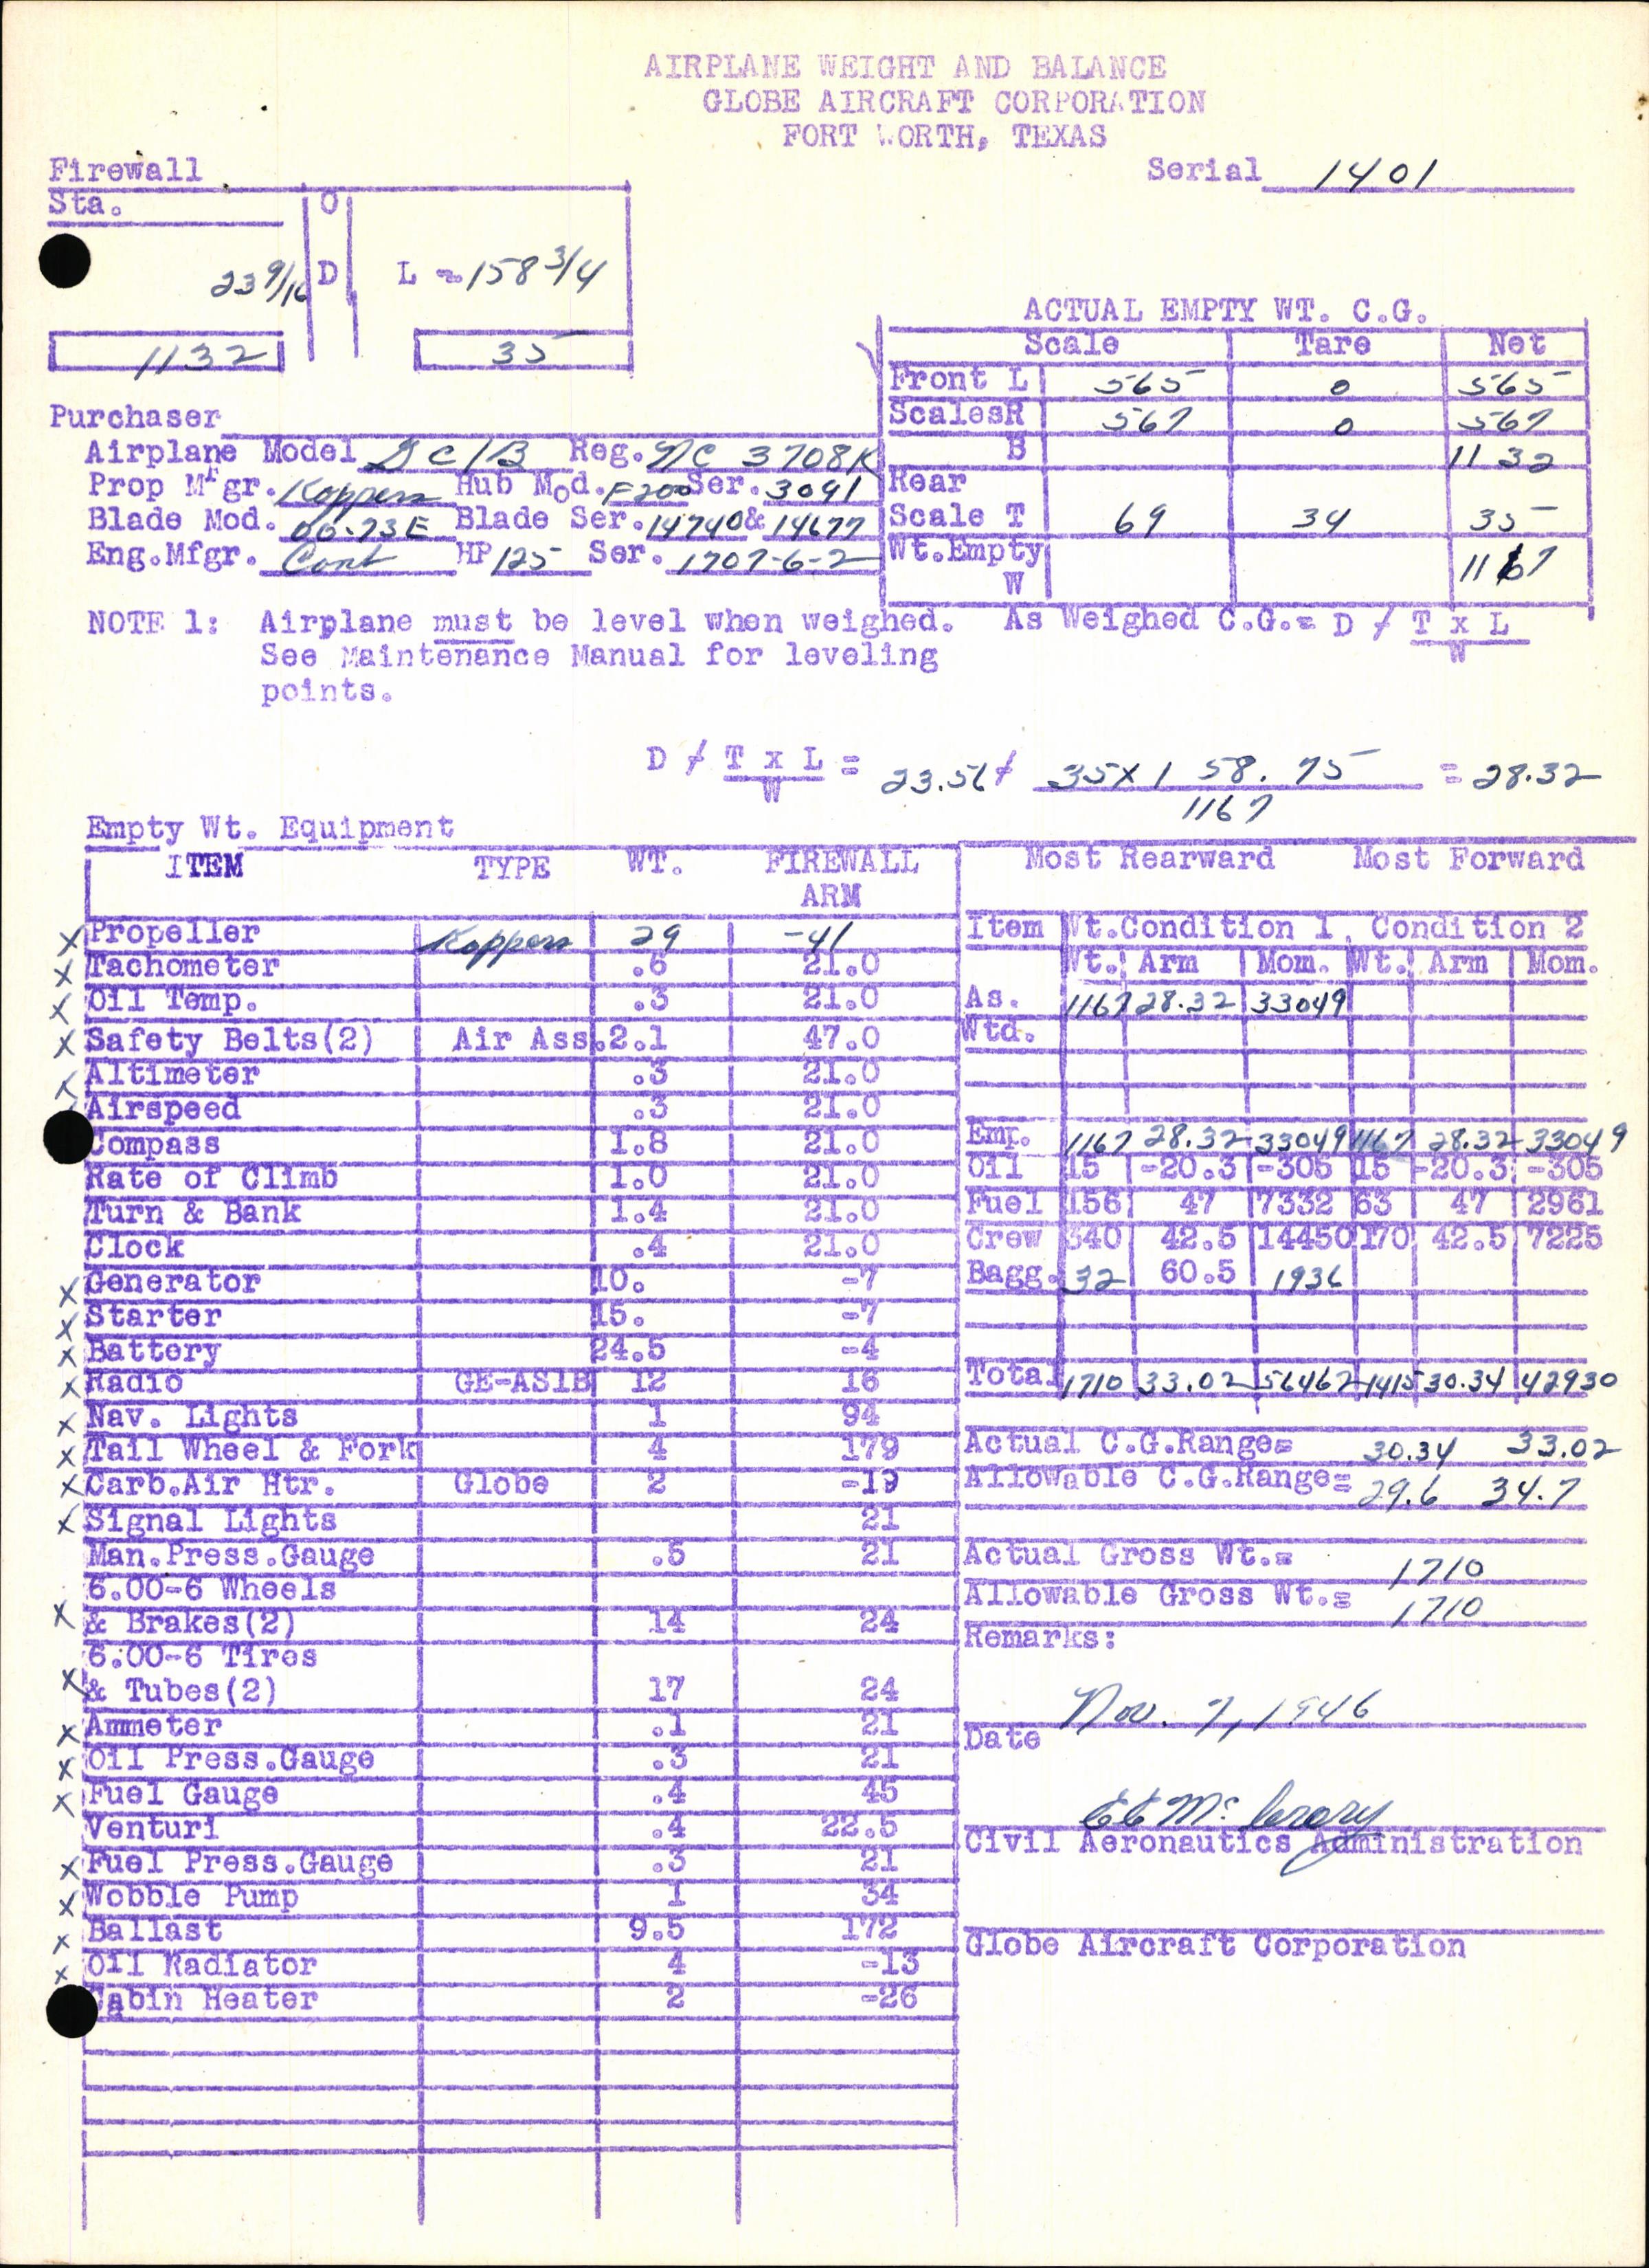 AIRPLANE WEIGHT AND BALANCE
GLOBE AIRCRAFT CORPORATION
FORT WORTH, TEXAS
Serial 1401
Firewall
Sta. O
23 9/16 D L = 158 3/4
1132 35
ACTUAL EMPTY WT. C.G.
Scale Tare Net
Front L 565 0 565
ScalesR 567 0 567
B 1132
Rear
Scale T 69 34 35
Wt.Empty
W 1167
Purchaser
Airplane Model GC1B Reg. NC 3708K
Prop Mfgr. Koppers Hub Mod. F200 Ser. 3091
Blade Mod. 00-73E Blade Ser. 14740 & 14677
Eng.Mfgr. Cont HP 125 Ser. 1707-6-2
NOTE 1: Airplane must be level when weighed. As Weighed C.G.= D / T x L
W
See Maintenance Manual for leveling
points.
D / T x L = 23.56 / 35 x 158.75 = 28.32
W 1167
Empty Wt. Equipment
ITEM TYPE WT. FIREWALL
ARM
X Propeller Koppers 29 -41
X Tachometer .6 21.0
X Oil Temp. .3 21.0
X Safety Belts(2) Air Ass. 2.1 47.0
X Altimeter .3 21.0
Airspeed .3 21.0
Compass 1.8 21.0
Rate of Climb 1.0 21.0
Turn & Bank 1.4 21.0
Clock .4 21.0
X Generator 10. -7
X Starter 15. -7
X Battery 24.5 -4
X Radio GE-AS1B 12 16
X Nav. Lights 1 94
X Tail Wheel & Fork 4 179
X Carb.Air Htr. Globe 2 -19
X Signal Lights 21
Man.Press.Gauge .5 21
6.00-6 Wheels
X & Brakes(2) 14 24
6:00-6 Tires
X & Tubes(2) 17 24
X Ammeter .1 21
X Oil Press.Gauge .3 21
X Fuel Gauge .4 45
Venturi .4 22.5
X Fuel Press.Gauge .3 21
X Wobble Pump 1 34
X Ballast 9.5 172
X Oil Radiator 4 -13
Cabin Heater 2 -26
Most Rearward Most Forward
Item Wt.Condition 1, Condition 2
Wt. Arm Mom. Wt. Arm Mom.
As. 1167 28.32 33049
Wtd.
Emp. 1167 28.32 33049 1167 28.32 33049
Oil 15 -20.3 -305 15 -20.3 -305
Fuel 156 47 7332 63 47 2961
Crew 340 42.5 14450 170 42.5 7225
Bagg. 32 60.5 1936
Total 1710 33.02 56462 1415 30.34 42930
Actual C.G.Range= 30.34 33.02
Allowable C.G.Range= 29.6 34.7
Actual Gross Wt.= 1710
Allowable Gross Wt.= 1710
Remarks:
Nov. 7, 1946
Date
Civil Aeronautics Administration
Globe Aircraft Corporation